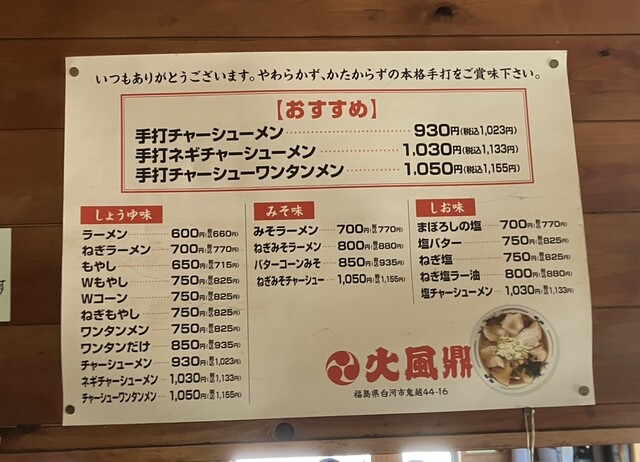 いつもありがとうございます。やわらかず、かたからずの本格手打をご賞味下さい。
【おすすめ】
手打チャーシューメン 930円(税込1,023円)
手打ネギチャーシューメン 1,030円(税込1,133円)
手打チャーシューワンタンメン 1,050円(税込1,155円)
しょうゆ味
ラーメン 600円(税込660円)
ねぎラーメン 700円(税込770円)
もやし 650円(税込715円)
Wもやし 750円(税込825円)
Wコーン 750円(税込825円)
ねぎもやし 750円(税込825円)
ワンタンメン 750円(税込825円)
ワンタンだけ 850円(税込935円)
チャーシューメン 930円(税込1,023円)
ネギチャーシューメン 1,030円(税込1,133円)
チャーシューワンタンメン 1,050円(税込1,155円)
みそ味
みそラーメン 700円(税込770円)
ねぎみそラーメン 800円(税込880円)
バターコーンみそ 850円(税込935円)
ねぎみそチャーシュー 1,050円(税込1,155円)
しお味
まぼろしの塩 700円(税込770円)
塩バター 750円(税込825円)
ねぎ塩 750円(税込825円)
ねぎ塩ラー油 800円(税込880円)
塩チャーシューメン 1,030円(税込1,133円)
火風鼎
福島県白河市鬼越44-16